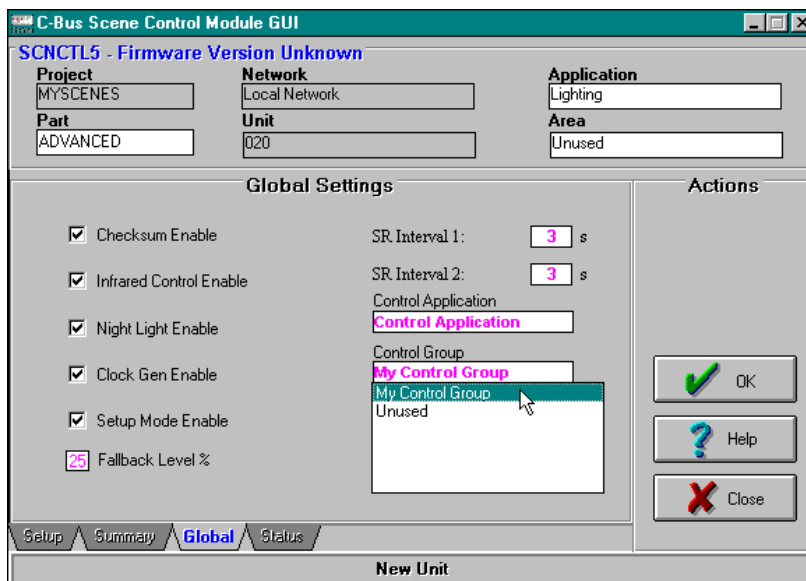 C-Bus Scene Control Module GUI
SCNCTL5 - Firmware Version Unknown
Project
Network
Application
MYSCENES
Local Network
Lighting
Part
Unit
Area
ADVANCED
020
Unused
Global Settings
Actions
Checksum Enable
SR Interval 1: 3 s
Infrared Control Enable
SR Interval 2: 3 s
Control Application
Control Application
Night Light Enable
Control Group
My Control Group
Clock Gen Enable
My Control Group
Unused
Setup Mode Enable
25 Fallback Level %
OK
Help
Close
Setup
Summary
Global
Status
New Unit